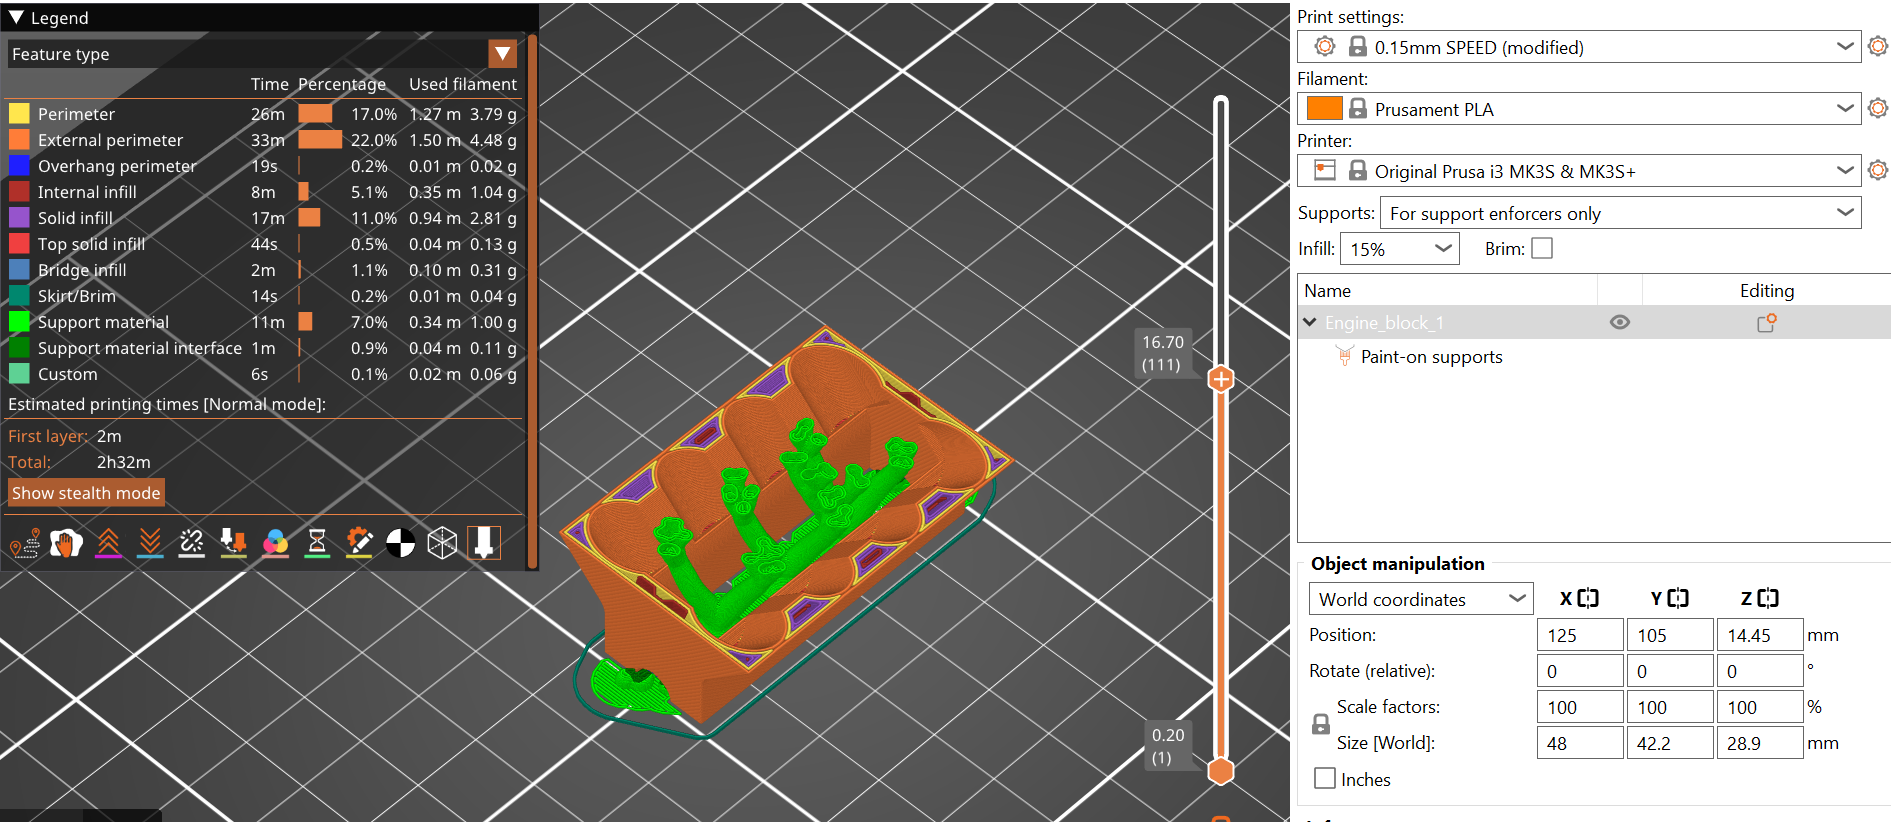 Legend
Feature type
Time Percentage Used filament
Perimeter 26m 17.0% 1.27 m 3.79 g
External perimeter 33m 22.0% 1.50 m 4.48 g
Overhang perimeter 19s 0.2% 0.01 m 0.02 g
Internal infill 8m 5.1% 0.35 m 1.04 g
Solid infill 17m 11.0% 0.94 m 2.81 g
Top solid infill 44s 0.5% 0.04 m 0.13 g
Bridge infill 2m 1.1% 0.10 m 0.31 g
Skirt/Brim 14s 0.2% 0.01 m 0.04 g
Support material 11m 7.0% 0.34 m 1.00 g
Support material interface 1m 0.9% 0.04 m 0.11 g
Custom 6s 0.1% 0.02 m 0.06 g
Estimated printing times [Normal mode]:
First layer: 2m
Total: 2h32m
Show stealth mode
16.70
(111)
0.20
(1)
Print settings:
0.15mm SPEED (modified)
Filament:
Prusament PLA
Printer:
Original Prusa i3 MK3S & MK3S+
Supports: For support enforcers only
Infill: 15% Brim:
Name Editing
Engine_block_1
Paint-on supports
Object manipulation
World coordinates X Y Z
Position: 125 105 14.45 mm
Rotate (relative): 0 0 0 °
Scale factors: 100 100 100 %
Size [World]: 48 42.2 28.9 mm
Inches